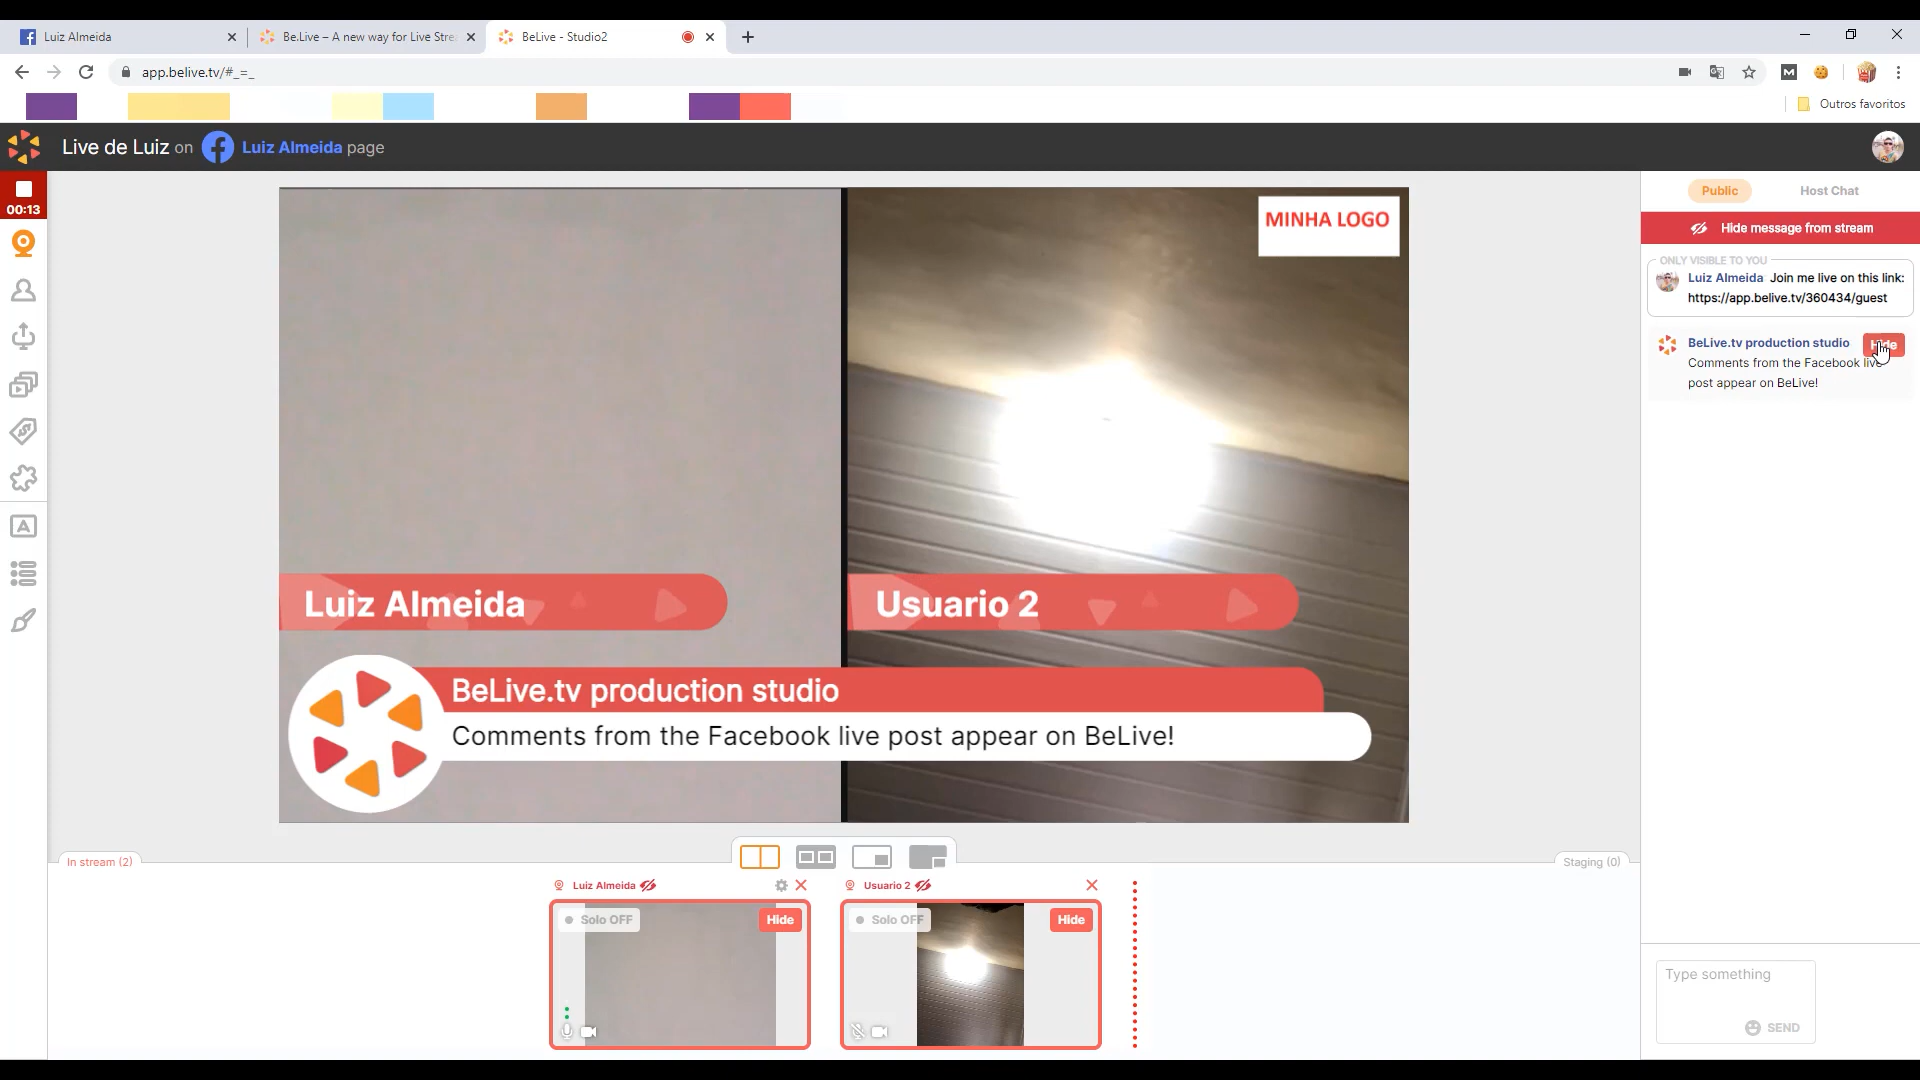 Luiz Almeida
Be.Live – A new way for Live Stre
BeLive - Studio2
app.belive.tv/#_=_
Outros favoritos
Live de Luiz on Luiz Almeida page
00:13
MINHA LOGO
Luiz Almeida
Usuario 2
BeLive.tv production studio
Comments from the Facebook live post appear on BeLive!
Public
Host Chat
Hide message from stream
ONLY VISIBLE TO YOU
Luiz Almeida Join me live on this link:
https://app.belive.tv/360434/guest
BeLive.tv production studio
Hide
Comments from the Facebook live
post appear on BeLive!
In stream (2)
Staging (0)
Luiz Almeida
Usuario 2
Solo OFF
Hide
Solo OFF
Hide
Type something
SEND